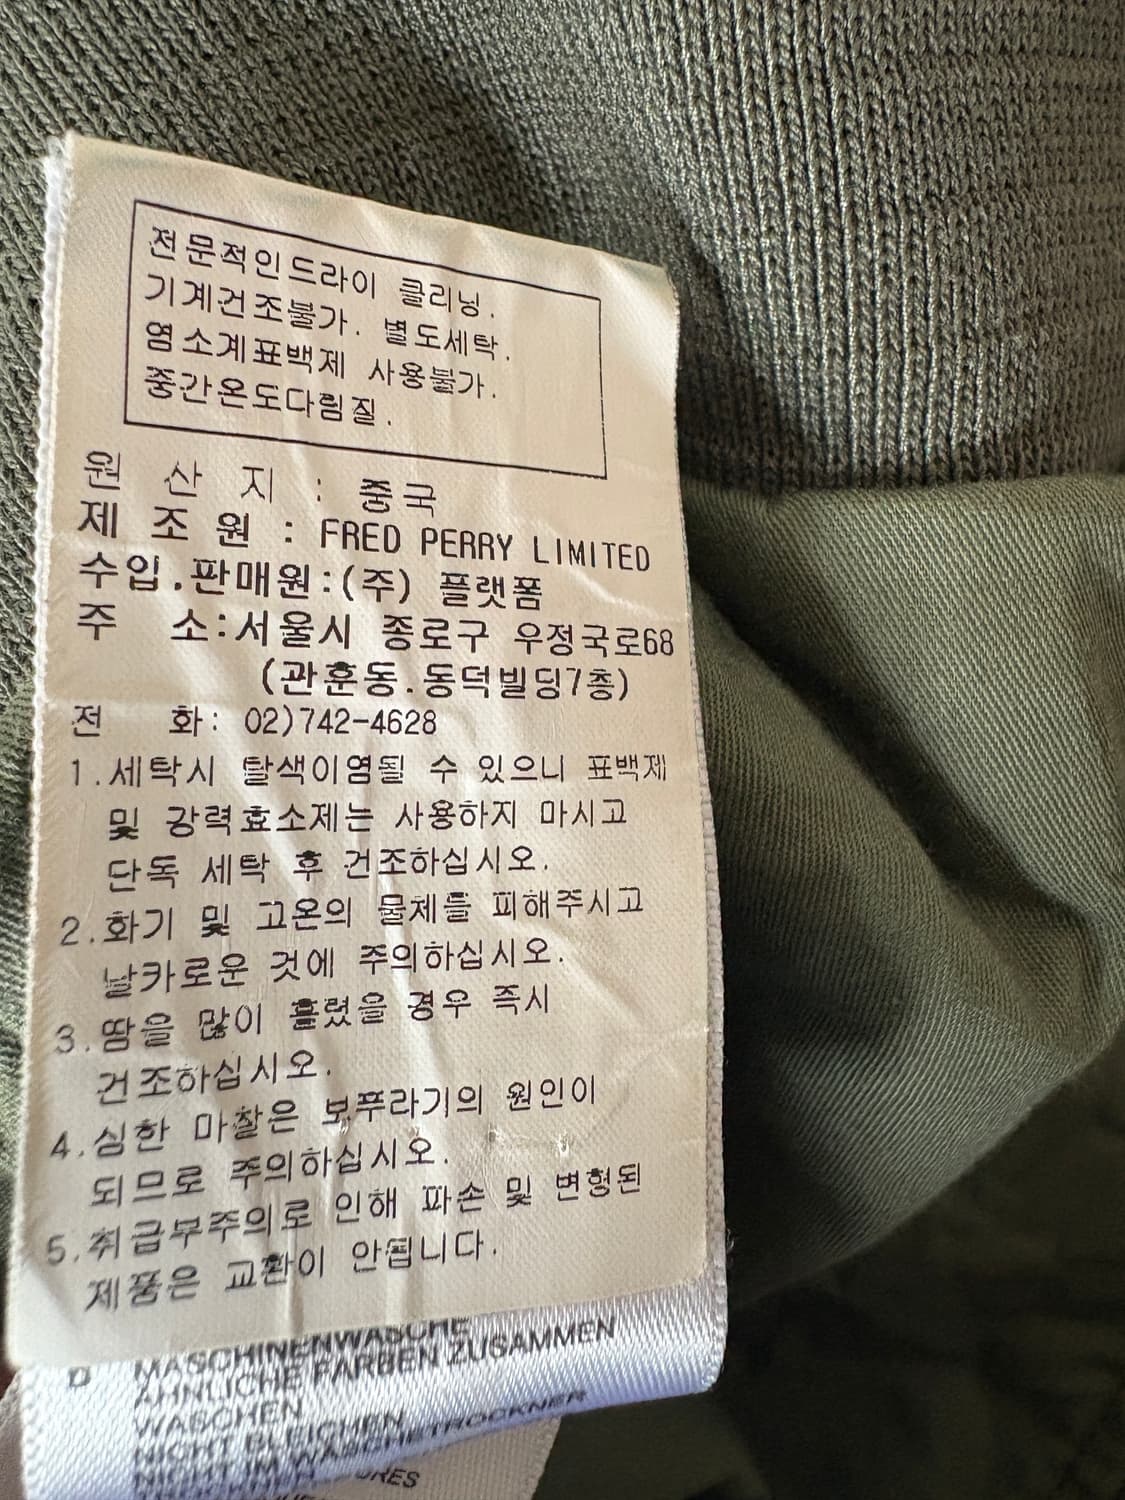 전문적인드라이 클리닝.
기계건조불가. 별도세탁.
염소계표백제 사용불가.
중간온도다림질.
원 산 지 : 중국
제 조 원 : FRED PERRY LIMITED
수입.판매원:(주) 플랫폼
주 소:서울시 종로구 우정국로68
(관훈동.동덕빌딩7층)
전 화: 02)742-4628
1.세탁시 탈색이염될 수 있으니 표백제
및 강력효소제는 사용하지 마시고
단독 세탁 후 건조하십시오.
2.화기 및 고온의 물체를 피해주시고
날카로운 것에 주의하십시오.
3.땀을 많이 흘렸을 경우 즉시
건조하십시오.
4.심한 마찰은 보푸라기의 원인이
되므로 주의하십시오.
5.취급부주의로 인해 파손 및 변형된
제품은 교환이 안됩니다.
D MASCHINENWÄSCHE
ÄHNLICHE FARBEN ZUSAMMEN
WASCHEN
NICHT BLEICHEN
NICHT IM WÄSCHETROCKNER